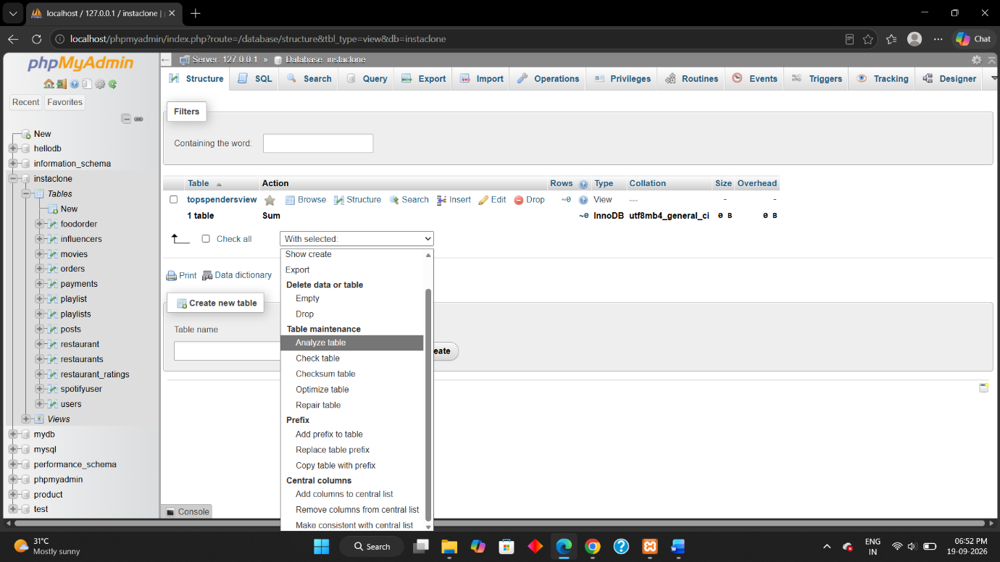 localhost / 127.0.0.1 / instaclone |
localhost/phpmyadmin/index.php?route=/database/structure&tbl_type=view&db=instaclone
Chat
phpMyAdmin
Recent Favorites
New
hellodb
information_schema
instaclone
Tables
New
foodorder
influencers
movies
orders
payments
playlist
playlists
posts
restaurant
restaurants
restaurant_ratings
spotifyuser
users
Views
mydb
mysql
performance_schema
phpmyadmin
product
test
Server: 127.0.0.1 » Database: instaclone
Structure SQL Search Query Export Import Operations Privileges Routines Events Triggers Tracking Designer
Filters
Containing the word:
Table Action Rows Type Collation Size Overhead
topspendersview Browse Structure Search Insert Edit Drop ~0 View --- - -
1 table Sum ~0 InnoDB utf8mb4_general_ci 0 B 0 B
Check all With selected:
Show create
Export
Delete data or table
Empty
Drop
Table maintenance
Analyze table
Check table
Checksum table
Optimize table
Repair table
Prefix
Add prefix to table
Replace table prefix
Copy table with prefix
Central columns
Add columns to central list
Remove columns from central list
Make consistent with central list
Print Data dictionary
Create new table
Table name
eate
Console
31°C
Mostly sunny
Search
ENG
IN
06:52 PM
19-09-2026